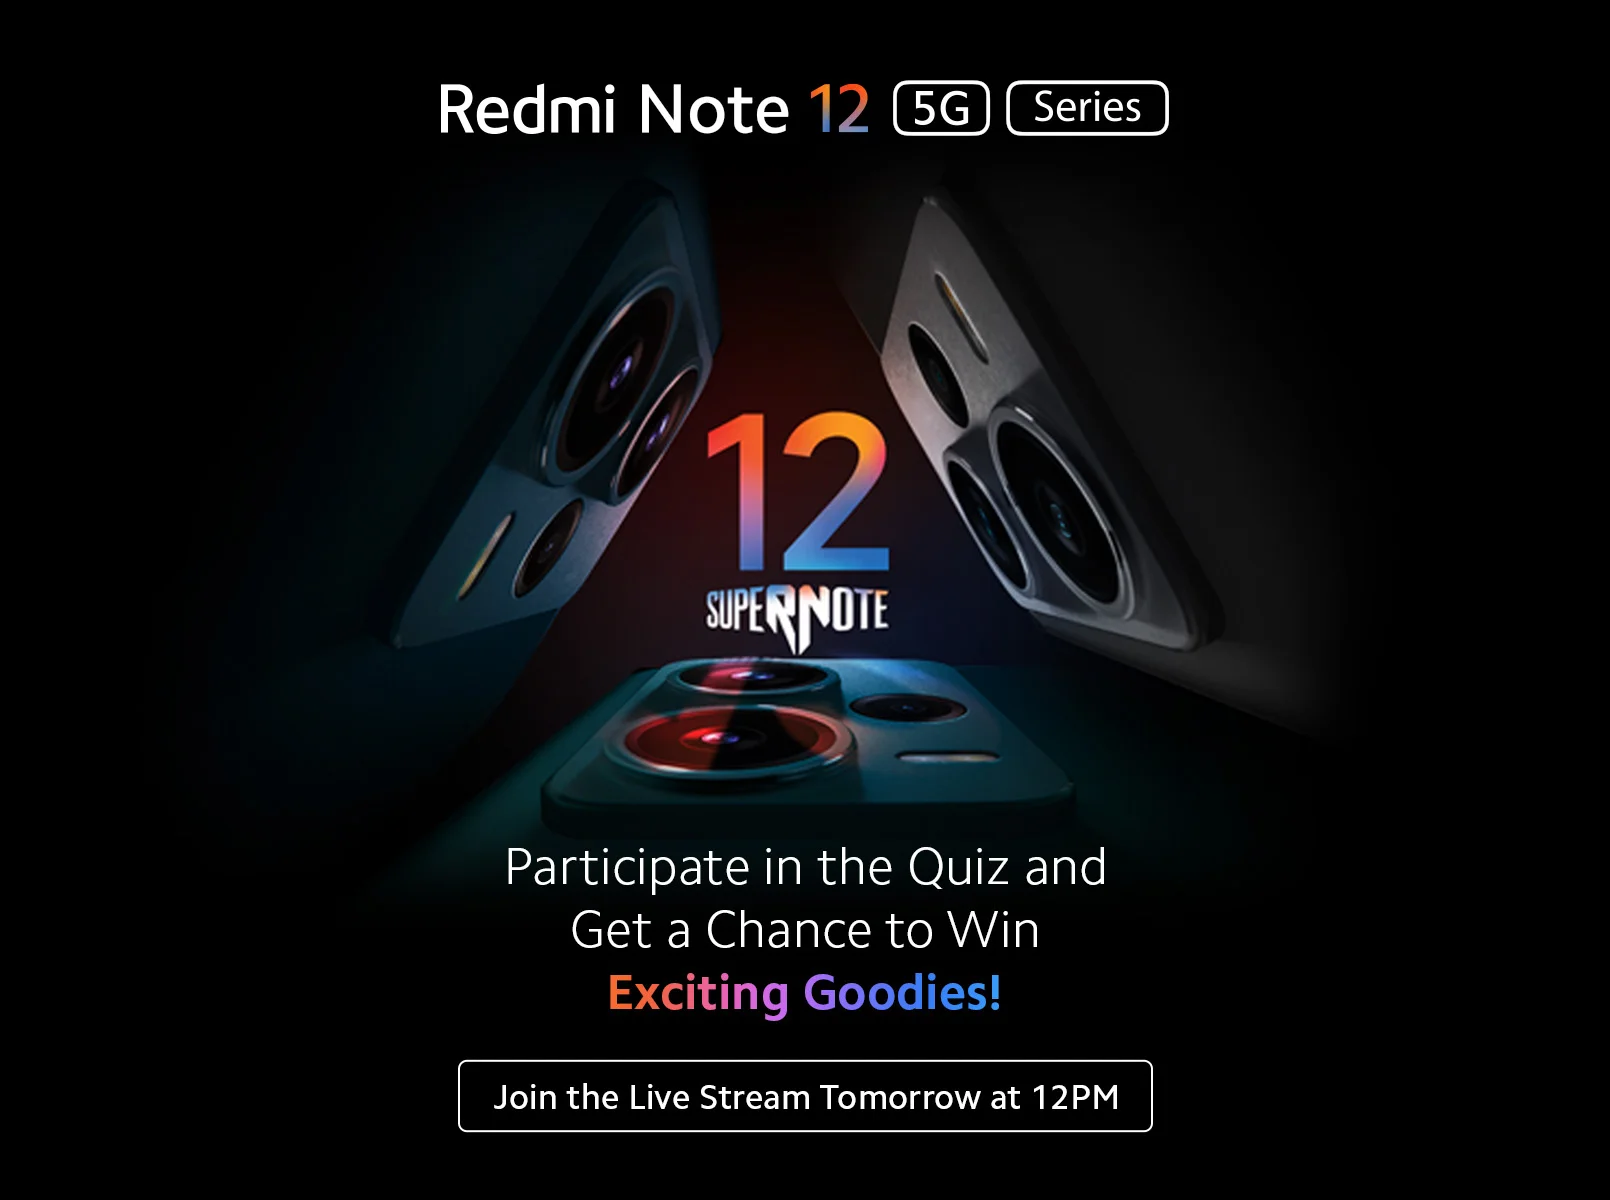 Redmi Note 12 5G Series
12
SUPERNOTE
Participate in the Quiz and
Get a Chance to Win
Exciting Goodies!
Join the Live Stream Tomorrow at 12PM